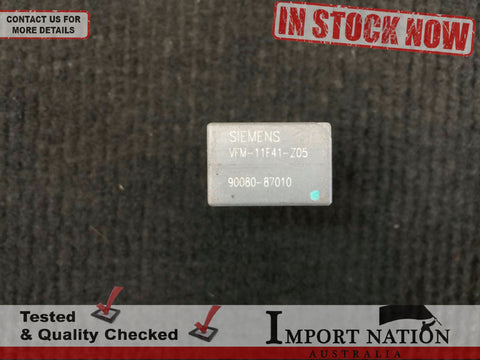 CONTACT US FOR
MORE DETAILS
IN STOCK NOW
SIEMENS
VFM-11F41-Z05
90080-87010
Tested
& Quality Checked
IMPORT NATION
AUSTRALIA